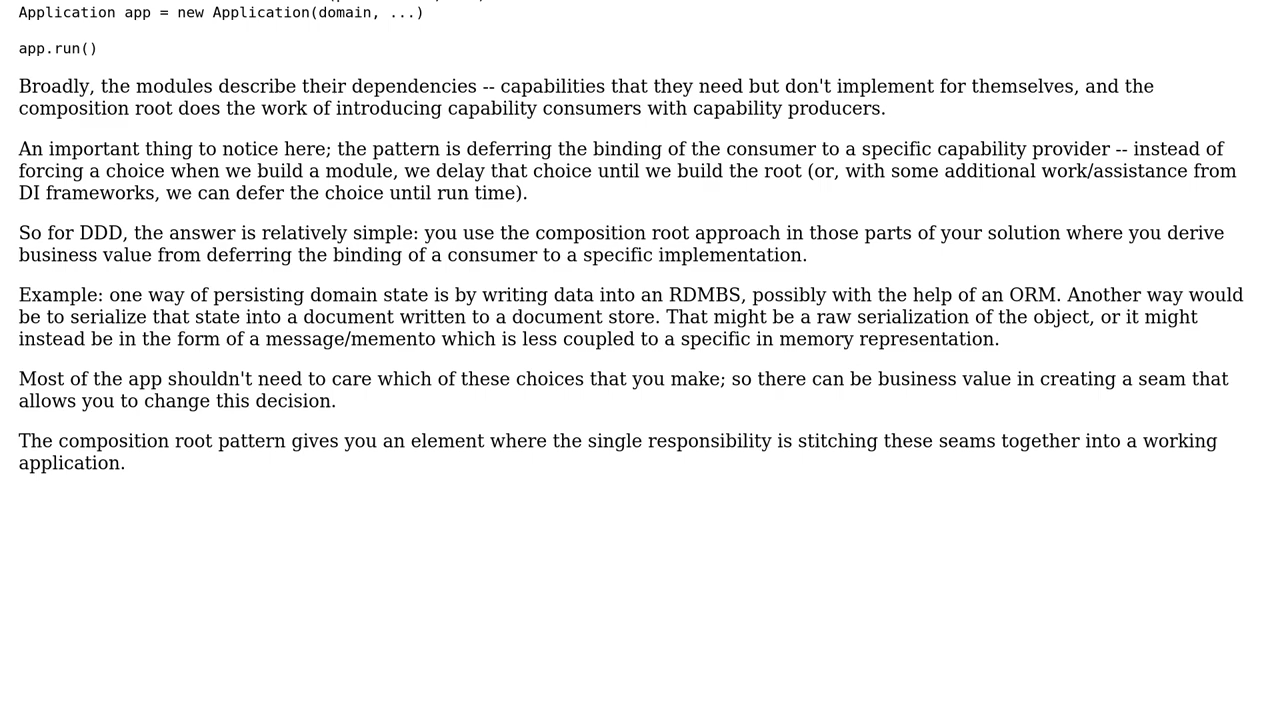 Application app = new Application(domain, ...)
app.run()
Broadly, the modules describe their dependencies -- capabilities that they need but don't implement for themselves, and the
composition root does the work of introducing capability consumers with capability producers.
An important thing to notice here; the pattern is deferring the binding of the consumer to a specific capability provider -- instead of
forcing a choice when we build a module, we delay that choice until we build the root (or, with some additional work/assistance from
DI frameworks, we can defer the choice until run time).
So for DDD, the answer is relatively simple: you use the composition root approach in those parts of your solution where you derive
business value from deferring the binding of a consumer to a specific implementation.
Example: one way of persisting domain state is by writing data into an RDMBS, possibly with the help of an ORM. Another way would
be to serialize that state into a document written to a document store. That might be a raw serialization of the object, or it might
instead be in the form of a message/memento which is less coupled to a specific in memory representation.
Most of the app shouldn't need to care which of these choices that you make; so there can be business value in creating a seam that
allows you to change this decision.
The composition root pattern gives you an element where the single responsibility is stitching these seams together into a working
application.